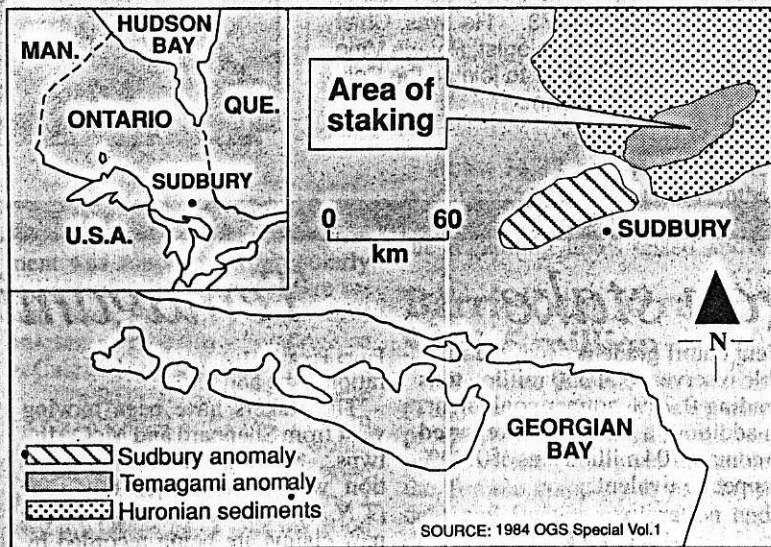 HUDSON
BAY
MAN.
QUE.
ONTARIO
SUDBURY
U.S.A.
Area of
staking
0 60
km
SUDBURY
N
GEORGIAN
BAY
Sudbury anomaly
Temagami anomaly
Huronian sediments
SOURCE: 1984 OGS Special Vol.1